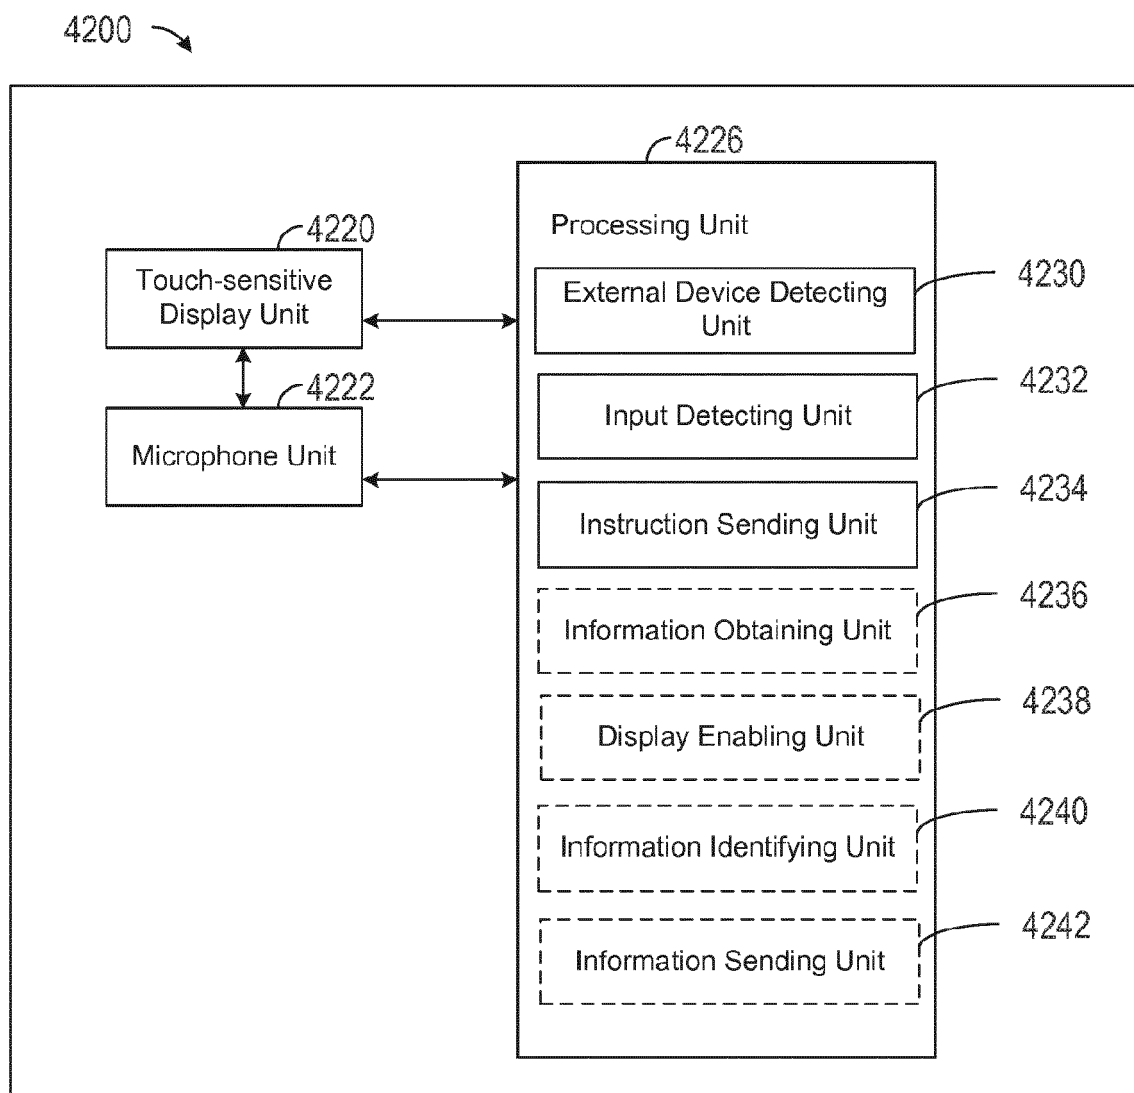 4200
4226
Processing Unit
4220
Touch-sensitive
Display Unit
4222
Microphone Unit
External Device Detecting
Unit
4230
Input Detecting Unit
4232
Instruction Sending Unit
4234
Information Obtaining Unit
4236
Display Enabling Unit
4238
Information Identifying Unit
4240
Information Sending Unit
4242